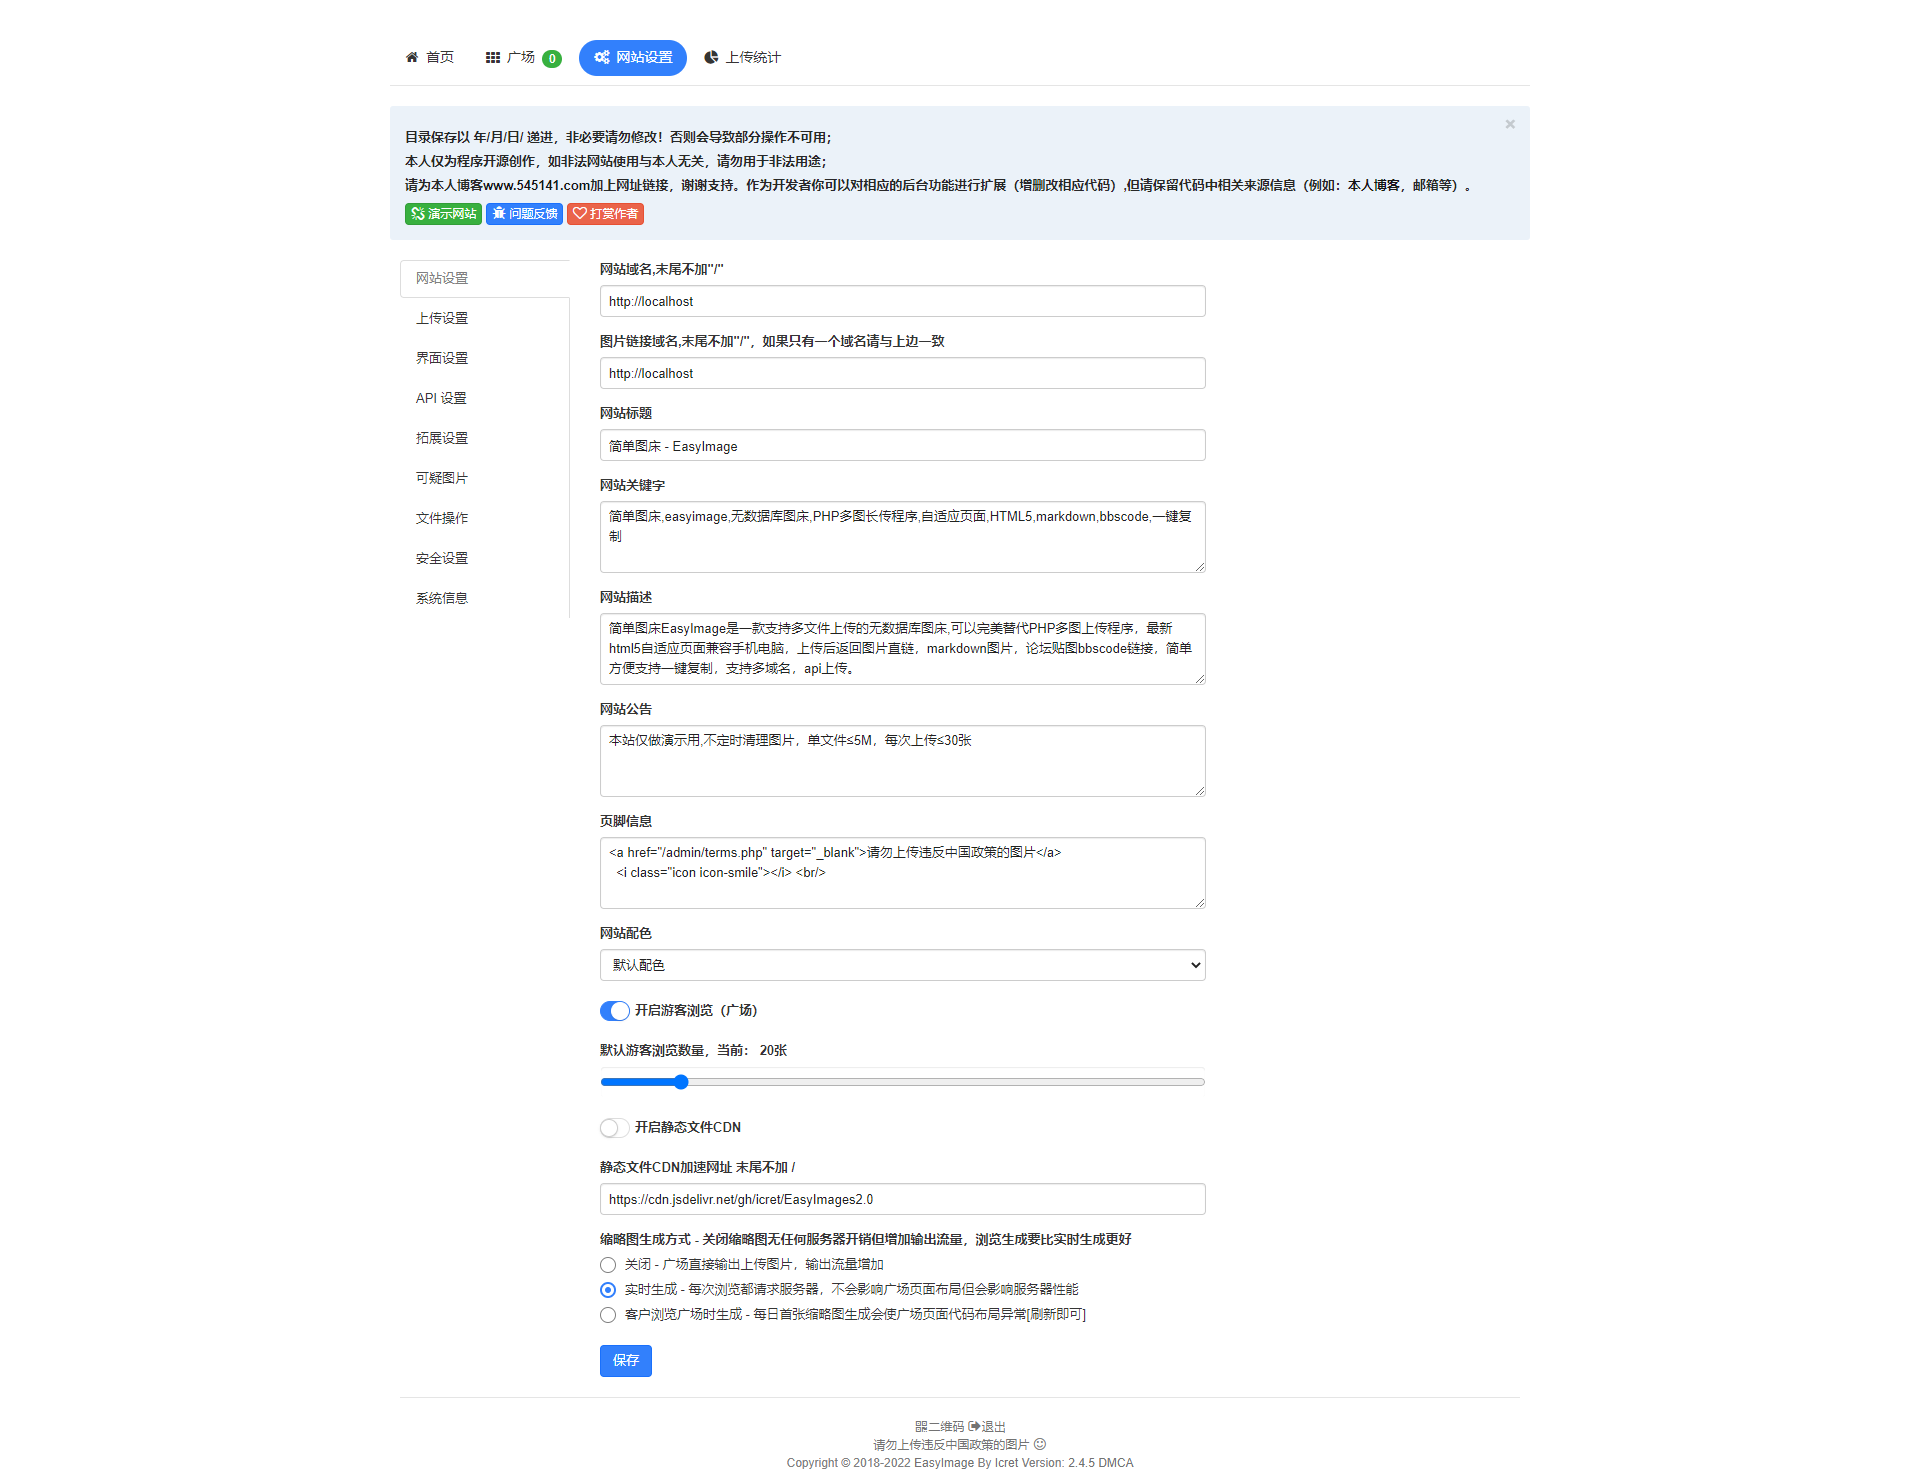 首页 广场 0 网站设置 上传统计
目录保存以 年/月/日/ 递进，非必要请勿修改！否则会导致部分操作不可用；
本人仅为程序开源创作，如非法网站使用与本人无关，请勿用于非法用途；
请为本人博客www.545141.com加上网址链接，谢谢支持。作为开发者你可以对相应的后台功能进行扩展（增删改相应代码）,但请保留代码中相关来源信息（例如：本人博客，邮箱等）。
演示网站 问题反馈 打赏作者
网站设置
上传设置
界面设置
API 设置
拓展设置
可疑图片
文件操作
安全设置
系统信息
网站域名,末尾不加"/"
http://localhost
图片链接域名,末尾不加"/"，如果只有一个域名请与上边一致
http://localhost
网站标题
简单图床 - EasyImage
网站关键字
简单图床,easyimage,无数据库图床,PHP多图长传程序,自适应页面,HTML5,markdown,bbscode,一键复
制
网站描述
简单图床EasyImage是一款支持多文件上传的无数据库图床,可以完美替代PHP多图上传程序，最新
html5自适应页面兼容手机电脑，上传后返回图片直链，markdown图片，论坛贴图bbscode链接，简单
方便支持一键复制，支持多域名，api上传。
网站公告
本站仅做演示用,不定时清理图片，单文件≤5M，每次上传≤30张
页脚信息
<a href="/admin/terms.php" target="_blank">请勿上传违反中国政策的图片</a>
<i class="icon icon-smile"></i> <br/>
网站配色
默认配色
开启游客浏览（广场）
默认游客浏览数量，当前： 20张
开启静态文件CDN
静态文件CDN加速网址 末尾不加 /
https://cdn.jsdelivr.net/gh/icret/EasyImages2.0
缩略图生成方式 - 关闭缩略图无任何服务器开销但增加输出流量，浏览生成要比实时生成更好
关闭 - 广场直接输出上传图片，输出流量增加
实时生成 - 每次浏览都请求服务器，不会影响广场页面布局但会影响服务器性能
客户浏览广场时生成 - 每日首张缩略图生成会使广场页面代码布局异常[刷新即可]
保存
二维码 退出
请勿上传违反中国政策的图片
Copyright © 2018-2022 EasyImage By Icret Version: 2.4.5 DMCA